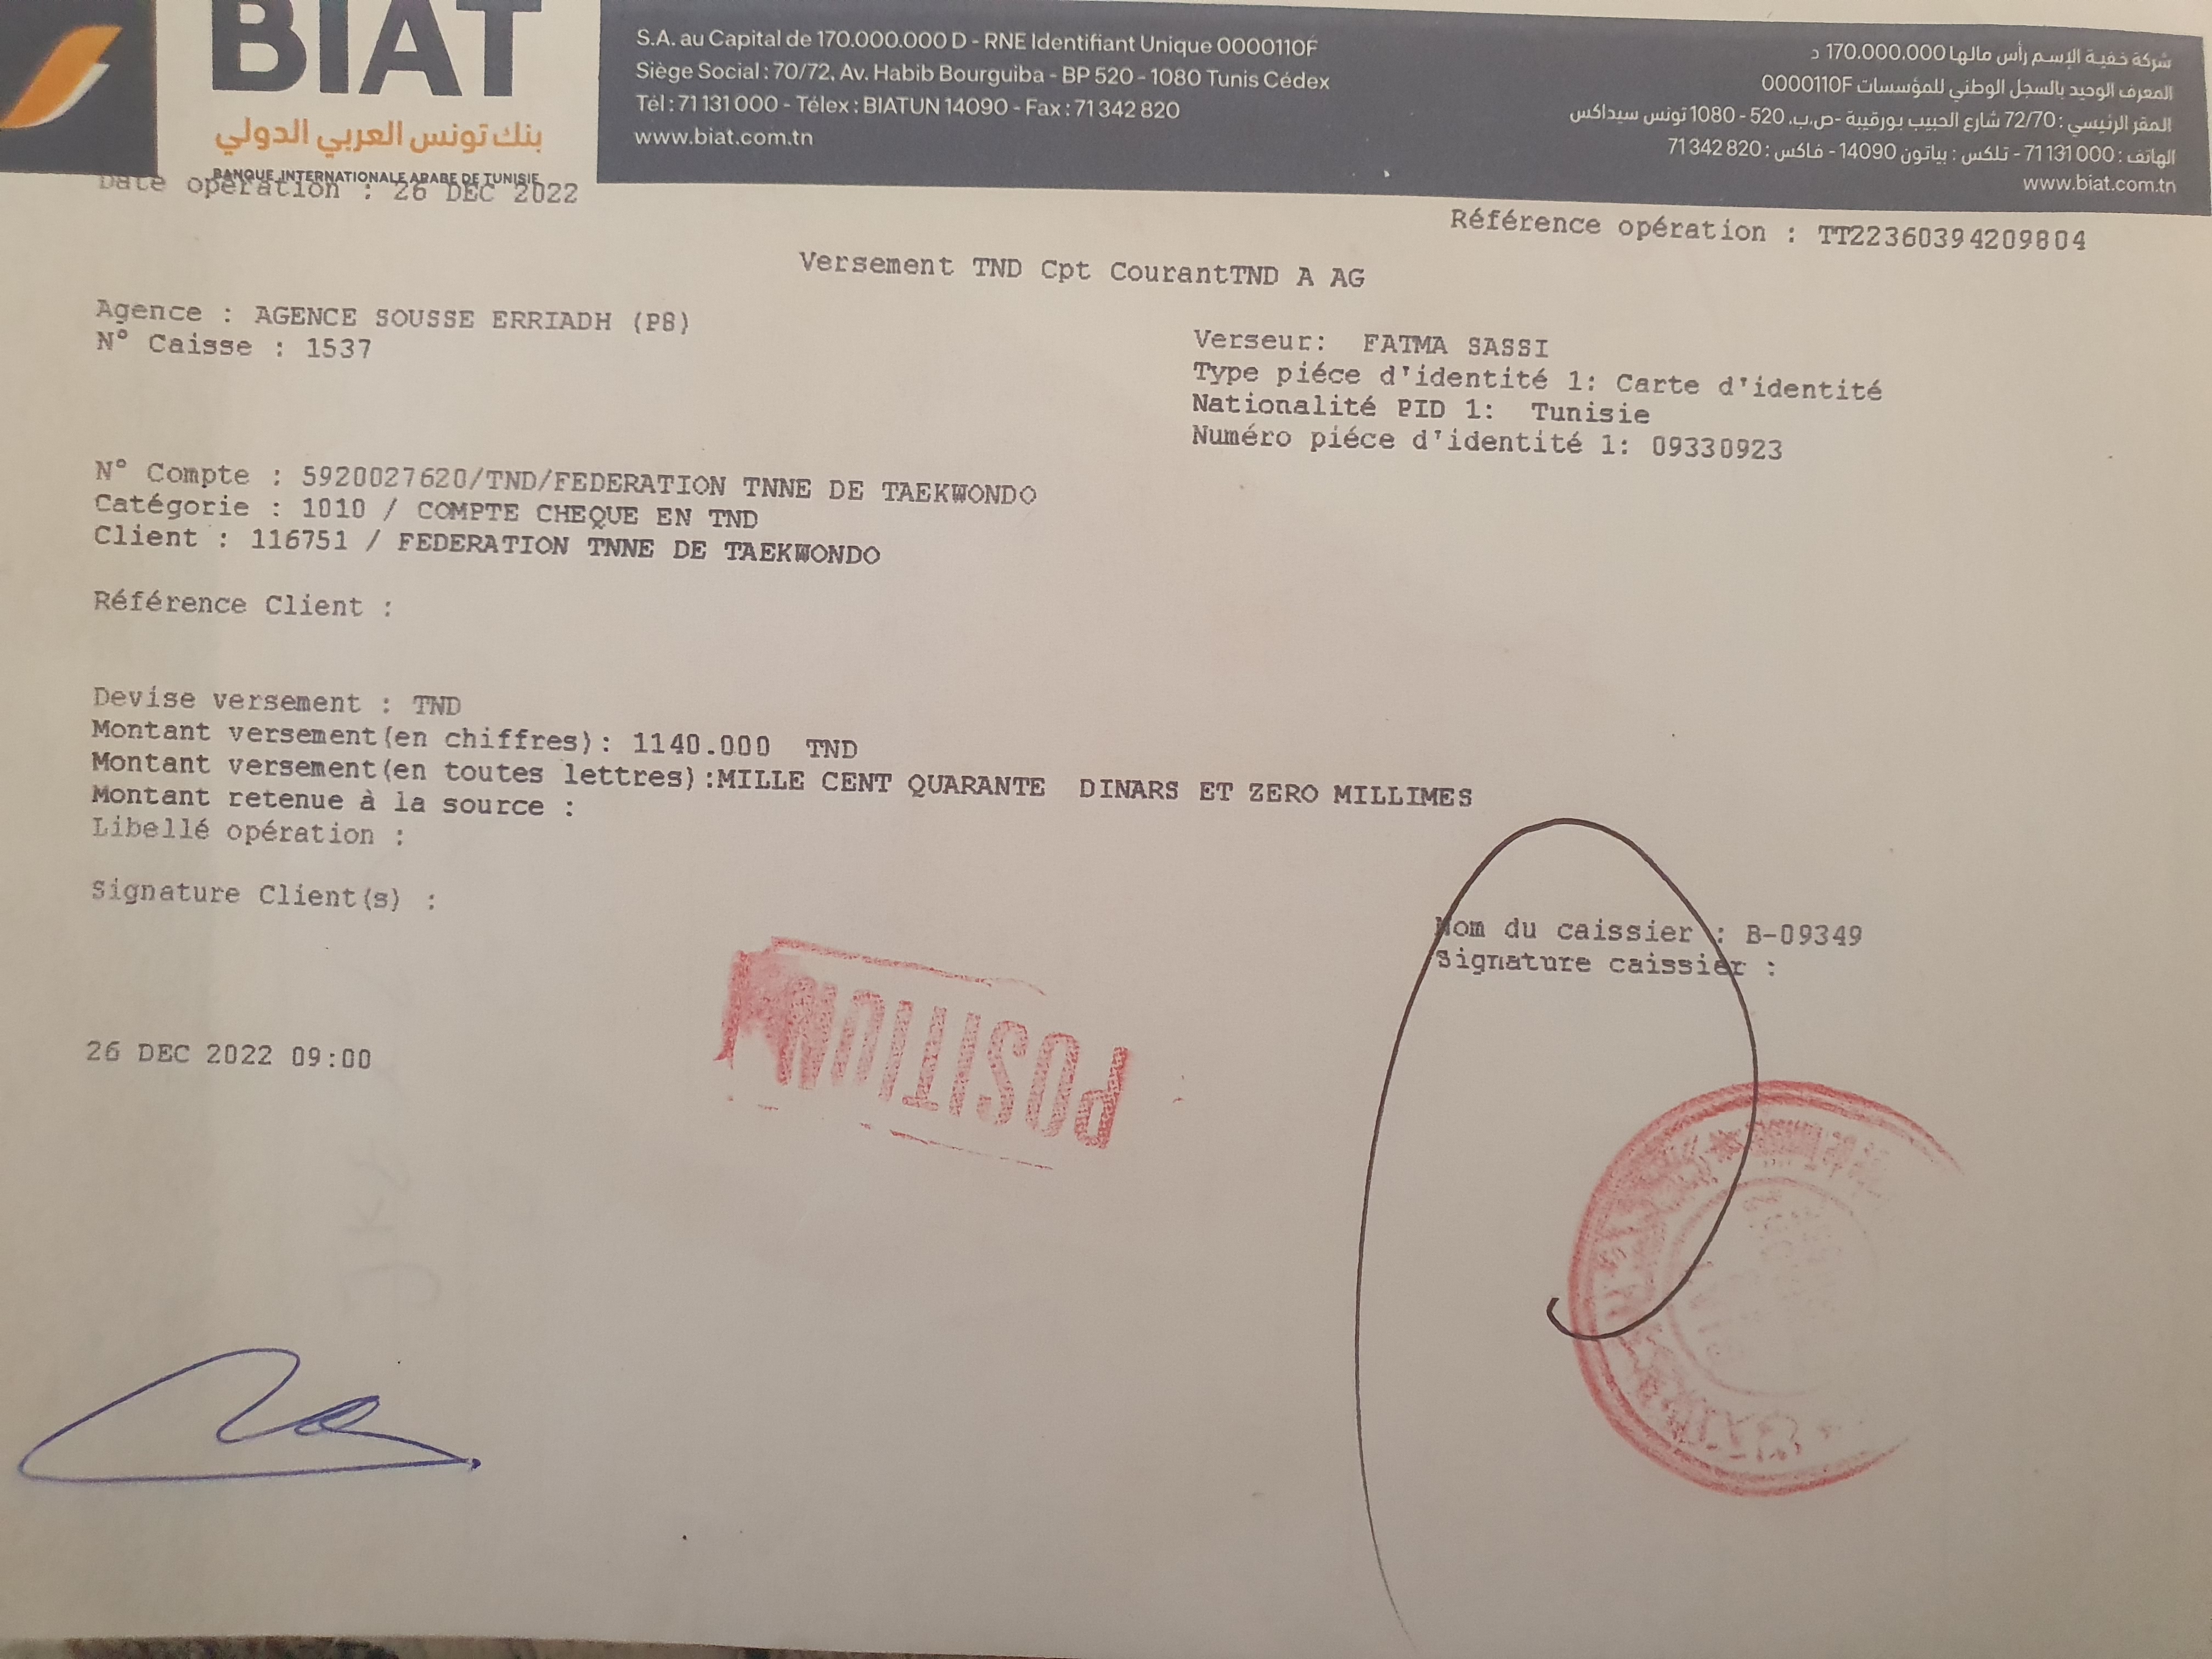 BIAT
بنك تونس العربي الدولي
BANQUE INTERNATIONALE ARABE DE TUNISIE
S.A. au Capital de 170.000.000 D - RNE Identifiant Unique 0000110F
Siège Social : 70/72, Av. Habib Bourguiba - BP 520 - 1080 Tunis Cédex
Tél : 71 131 000 - Télex : BIATUN 14090 - Fax : 71 342 820
www.biat.com.tn
شركة خفية الإسم رأس مالها 170.000.000 د
المعرف الوحيد بالسجل الوطني للمؤسسات 0000110F
المقر الرئيسي : 72/70 شارع الحبيب بورقيبة -ص.ب. 520 - 1080 تونس سيداكس
الهاتف : 71 131 000 - تلكس : بياتون 14090 - فاكس : 71 342 820
www.biat.com.tn
Date opération : 26 DEC 2022
Référence opération : TT22360394209804
Versement TND Cpt CourantTND A AG
Agence : AGENCE SOUSSE ERRIADH (P8)
N° Caisse : 1537
Verseur: FATMA SASSI
Type piéce d'identité 1: Carte d'identité
Nationalité PID 1: Tunisie
Numéro piéce d'identité 1: 09330923
N° Compte : 5920027620/TND/FEDERATION TNNE DE TAEKWONDO
Catégorie : 1010 / COMPTE CHEQUE EN TND
Client : 116751 / FEDERATION TNNE DE TAEKWONDO
Référence Client :
Devise versement : TND
Montant versement(en chiffres): 1140.000 TND
Montant versement(en toutes lettres) :MILLE CENT QUARANTE DINARS ET ZERO MILLIMES
Montant retenue à la source :
Libellé opération :
Signature Client(s) :
Nom du caissier : B-09349
Signature caissier :
POSITION
26 DEC 2022 09:00